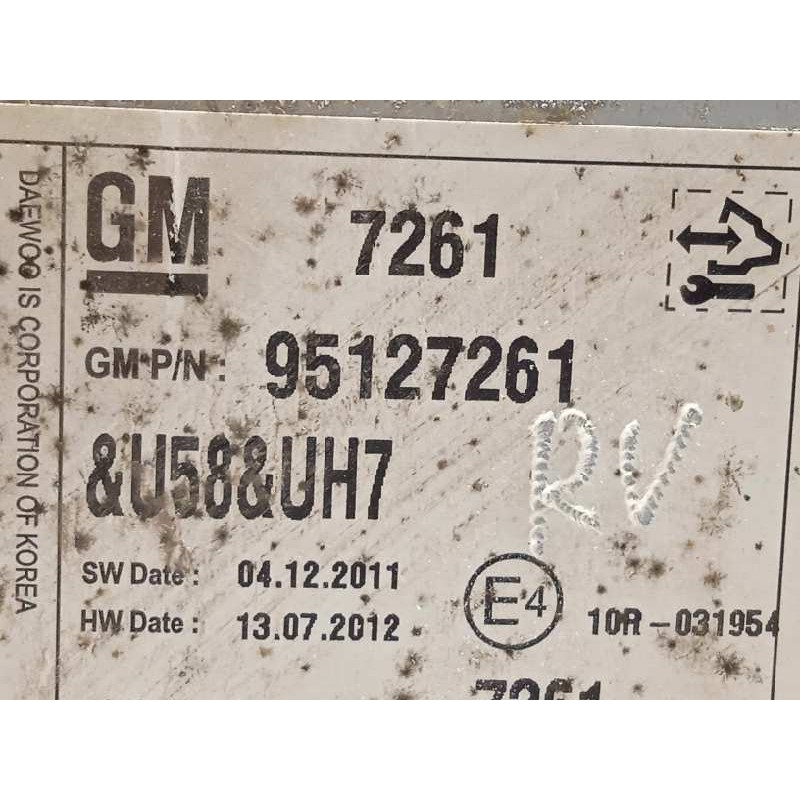 GM 7261
GM P/N : 95127261
&U58&UH7
RV
SW Date : 04.12.2011
HW Date : 13.07.2012
E4 10R-031954
7261
DAEWOO IS CORPORATION OF KOREA